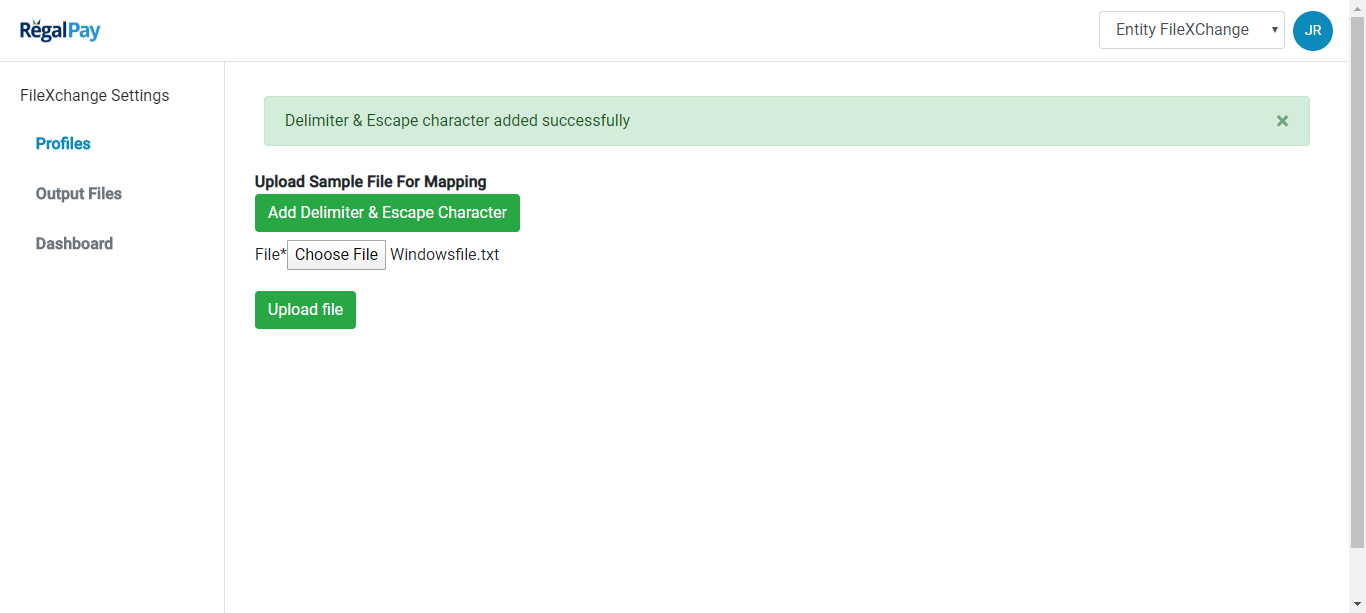 RegalPay
Entity FileXChange
JR
FileXchange Settings
Profiles
Output Files
Dashboard
Delimiter & Escape character added successfully
×
Upload Sample File For Mapping
Add Delimiter & Escape Character
File* Choose File Windowsfile.txt
Upload file